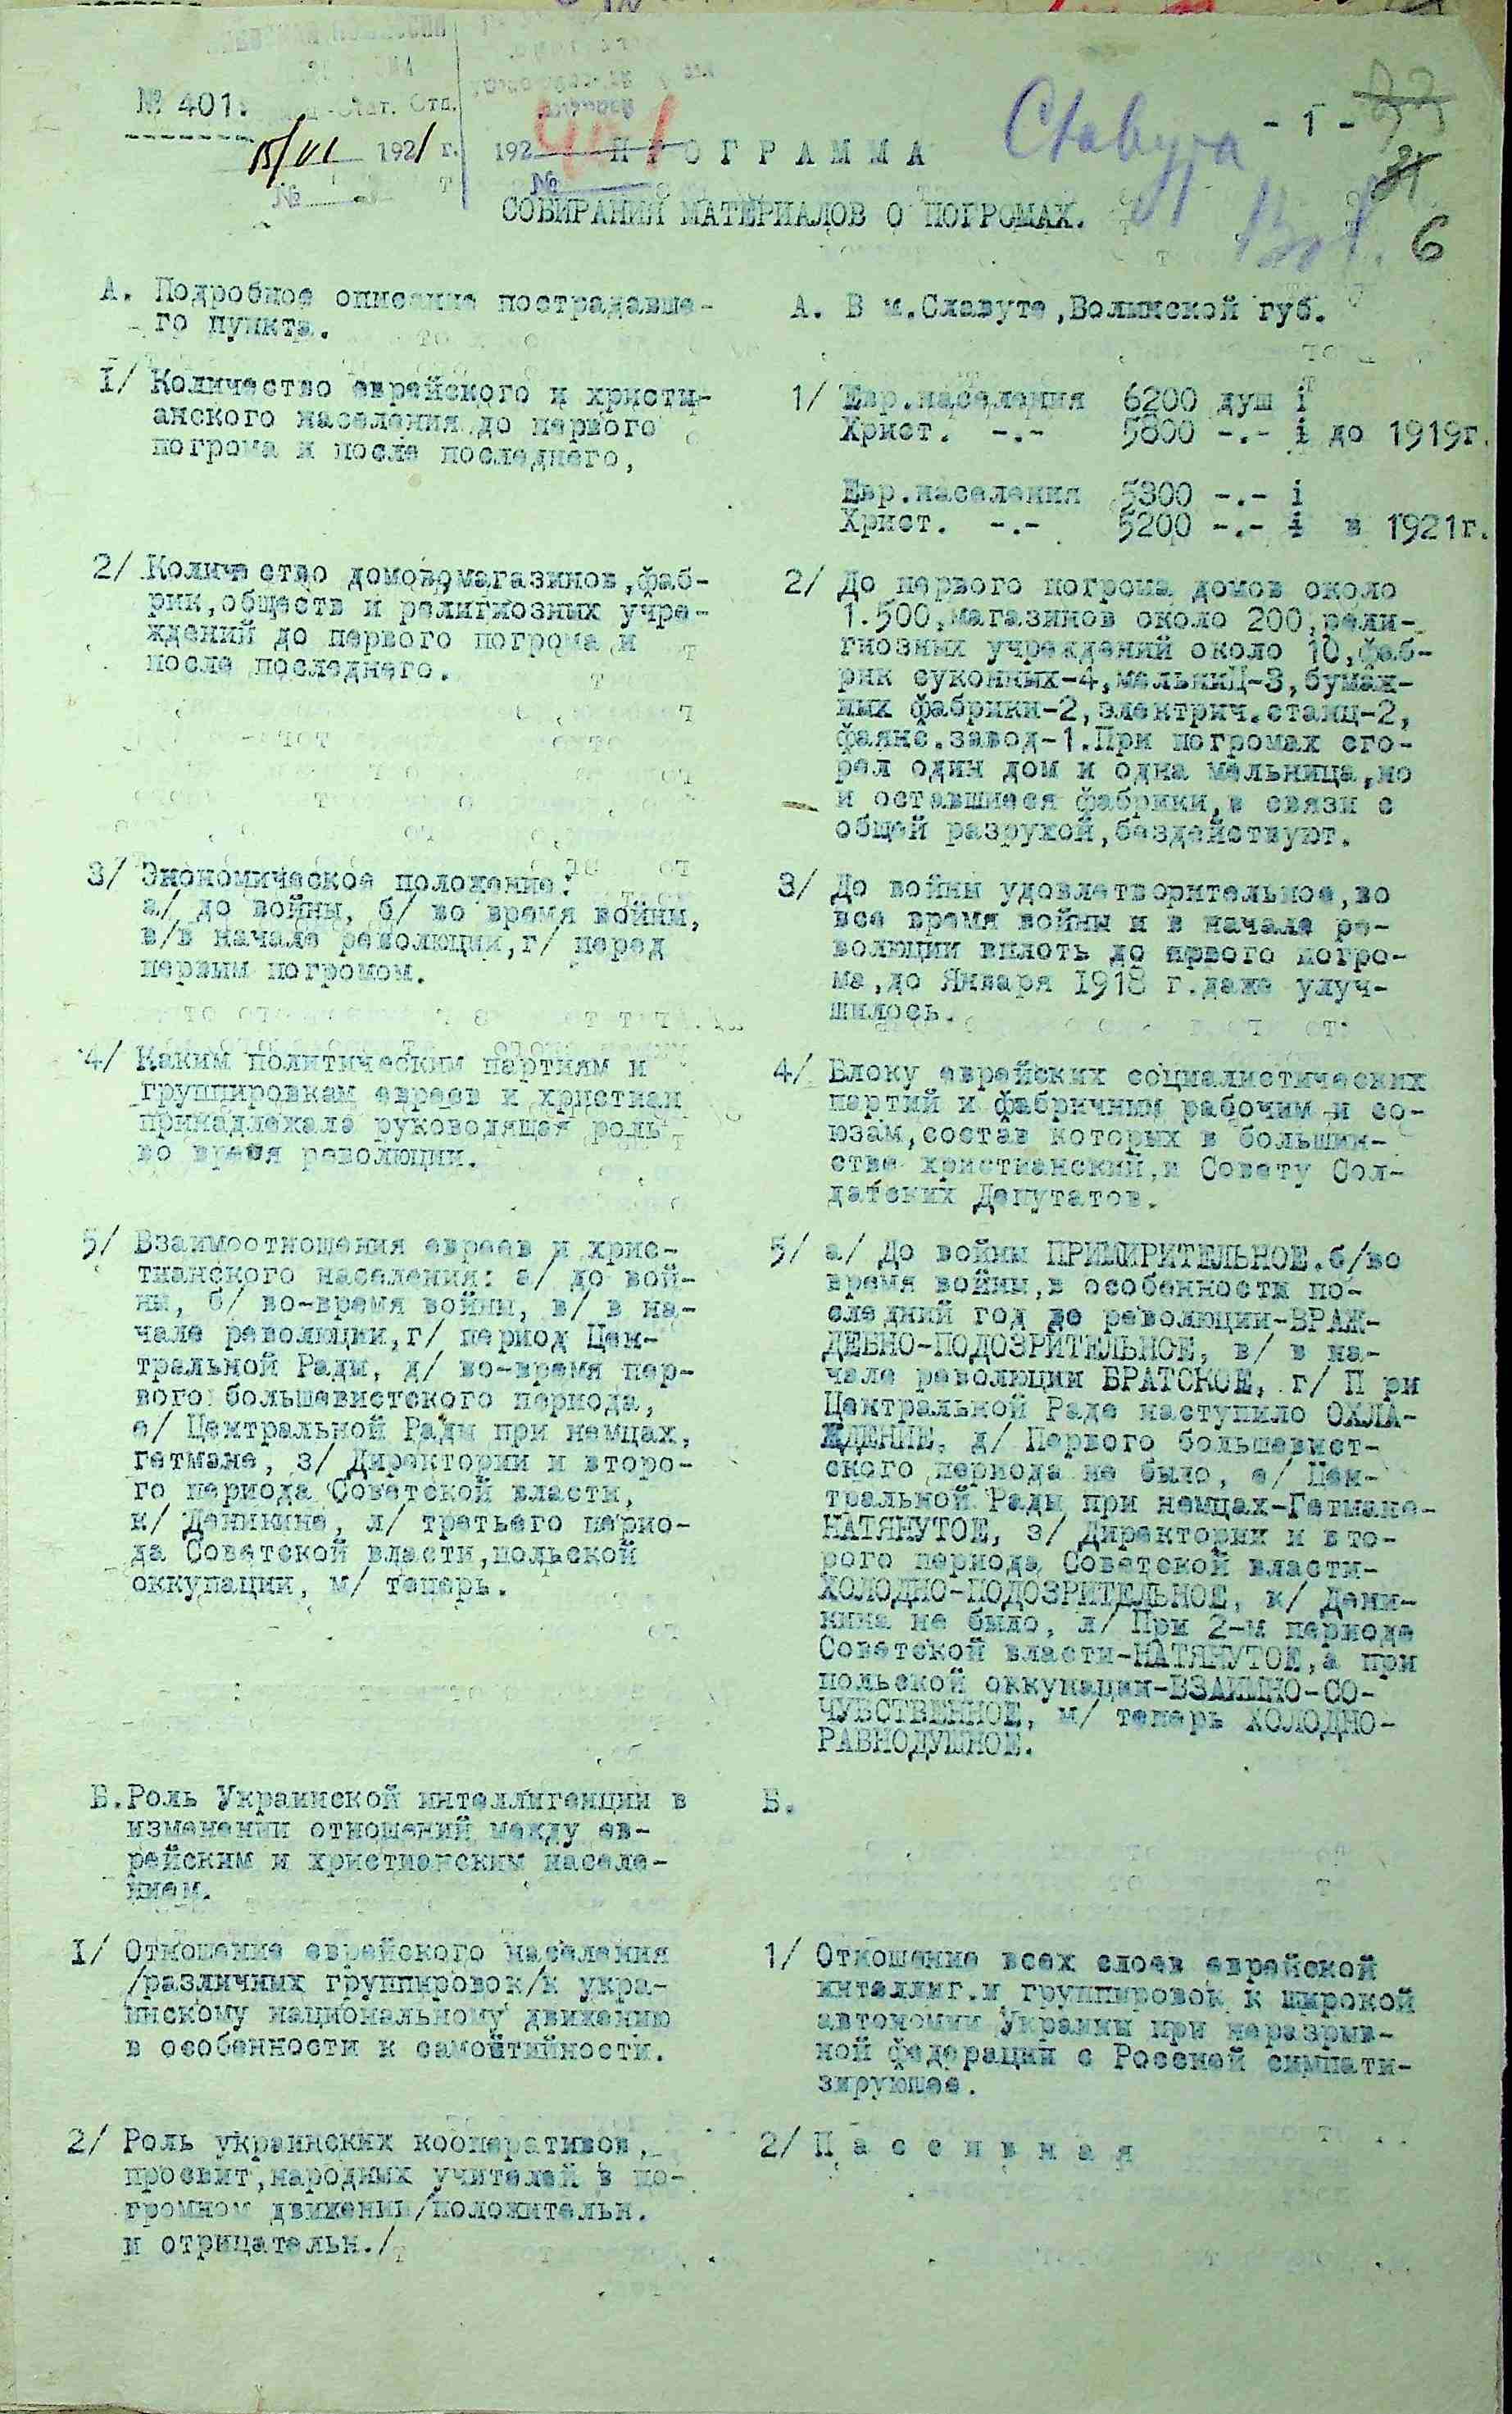 № 401.
15/VI 1921 г.
192
№
401
- 1 -
6
ПРОГРАММА
СОБИРАНИЯ МАТЕРИАЛОВ О ПОГРОМАХ.
Славута
А. Подробное описание пострадавше-
го пункта.
1/ Количество еврейского и христи-
анского населения до первого
погрома и после последнего,
2/ Количество домовo,магазинов,фаб-
рик,обществ и религиозных учре-
ждений до первого погрома и
после последнего.
3/ Экономическое положение:
а/ до войны, б/ во время войны,
в/в начале революции,г/ перед
первым погромом.
4/ Каким политическим партиям и
группировкам евреев и христиан
принадлежала руководящая роль
во время революции.
5/ Взаимоотношения евреев и хрис-
тианского населения: а/ до вой-
ны, б/ во-время войны, в/ в на-
чале революции,г/ период Цен-
тральной Рады, д/ во-время пер-
вого большевистского периода,
е/ Центральной Рады при немцах,
гетмане, з/ Директории и второ-
го периода Советской власти,
к/ Деникине, л/ третьего перио-
да Советской власти,польской
оккупации, м/ теперь.
Б.Роль Украинской интеллигенции в
изменении отношений между ев-
рейским и христианским населе-
нием.
1/ Отношение еврейского населения
/различных группировок/к укра-
инскому национальному движению
в особенности к самостийности.
2/ Роль украинских кооперативов,
просвит,народных учителей в по-
громном движении/положительн.
и отрицательн./
А. В м.Славуте,Волынской губ.
1/ Евр.населения 6200 душ і
Христ. -.- 5800 -.- і до 1919г.
Евр.населения 5300 -.- і
Христ. -.- 5200 -.- і в 1921г.
2/ До первого погрома домов около
1.500,магазинов около 200,рели-
гиозных учреждений около 10,фаб-
рик суконных-4,мельниЦ-3,бумаж-
ных фабрики-2,электрич.станц-2,
фаянс.завод-1.При погромах сго-
рел один дом и одна мельница,но
и оставшиеся фабрики,в связи с
общей разрухой,бездействуют.
3/ До войны удовлетворительное,во
все время войны и в начале ре-
волюции вплоть до првого погро-
ма,до Января 1918 г.даже улуч-
шилось.
4/ Блоку еврейских социалистических
партий и фабричным рабочим и со-
юзам,состав которых в большин-
стве христианский,и Совету Сол-
датских Депутатов.
5/ а/ До войны ПРИМИРИТЕЛЬНОЕ.б/во
время войны,в особенности по-
следний год до революции-ВРАЖ-
ДЕБНО-ПОДОЗРИТЕЛЬНОЕ, в/ в на-
чале революции БРАТСКОЕ, г/ П ри
Центральной Раде наступило ОХЛА-
ЖДЕНИЕ, д/ Первого большевист-
ского периода не было, е/ Цен-
тральной Рады при немцах-Гетмане-
НАТЯНУТОЕ, з/ Директории и вто-
рого периода Советской власти-
ХОЛОДНО-ПОДОЗРИТЕЛЬНОЕ, к/ Дени-
кина не было, л/ При 2-м периоде
Советской власти-НАТЯНУТОЕ,а при
польской оккупации-ВЗАИМНО-СО-
ЧУВСТВЕННОЕ, м/ теперь ХОЛОДНО-
РАВНОДУШНОЕ.
Б.
1/ Отношение всех слоев еврейской
интеллиг.и группировок к широкой
автономии Украины при неразрыв-
ной федерации с Россией симпати-
зирующее.
2/ П а с с и в н а я